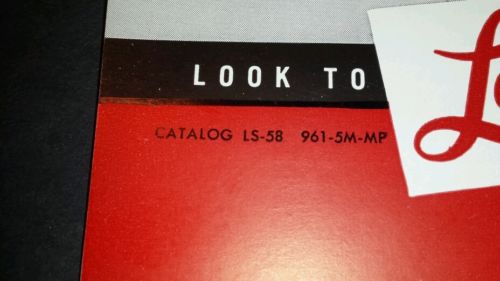 LOOK TO
CATALOG LS-58 961-5M-MP